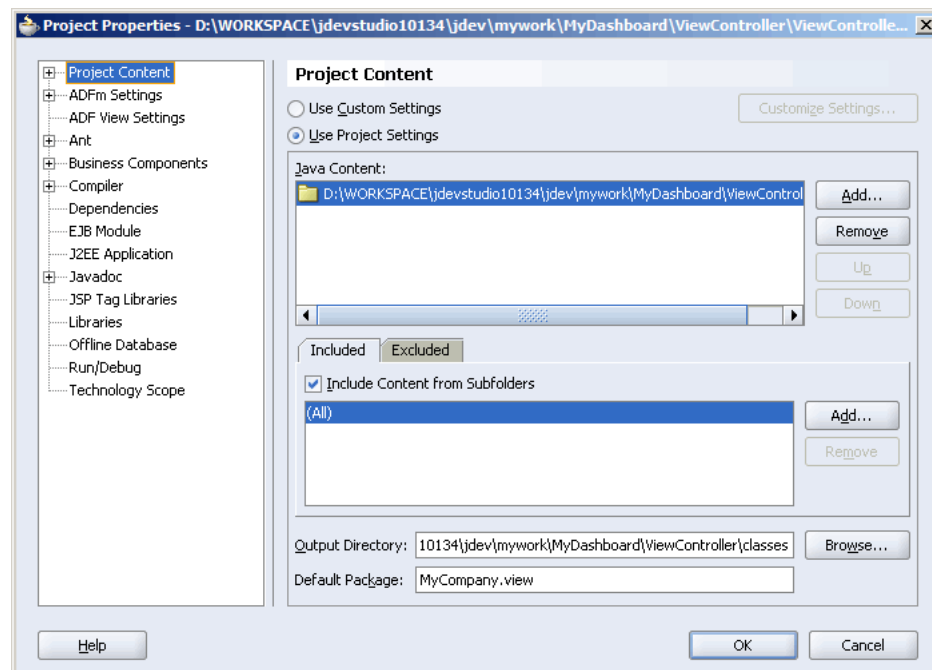 Project Properties - D:\WORKSPACE\jdevstudio10134\jdev\mywork\MyDashboard\ViewController\ViewControlle...
Project Content
ADFm Settings
ADF View Settings
Ant
Business Components
Compiler
Dependencies
EJB Module
J2EE Application
Javadoc
JSP Tag Libraries
Libraries
Offline Database
Run/Debug
Technology Scope
Project Content
Use Custom Settings
Customize Settings...
Use Project Settings
Java Content:
D:\WORKSPACE\jdevstudio10134\jdev\mywork\MyDashboard\ViewControl
Add...
Remove
Up
Down
Included
Excluded
Include Content from Subfolders
(All)
Add...
Remove
Output Directory:
10134\jdev\mywork\MyDashboard\ViewController\classes
Browse...
Default Package:
MyCompany.view
Help
OK
Cancel